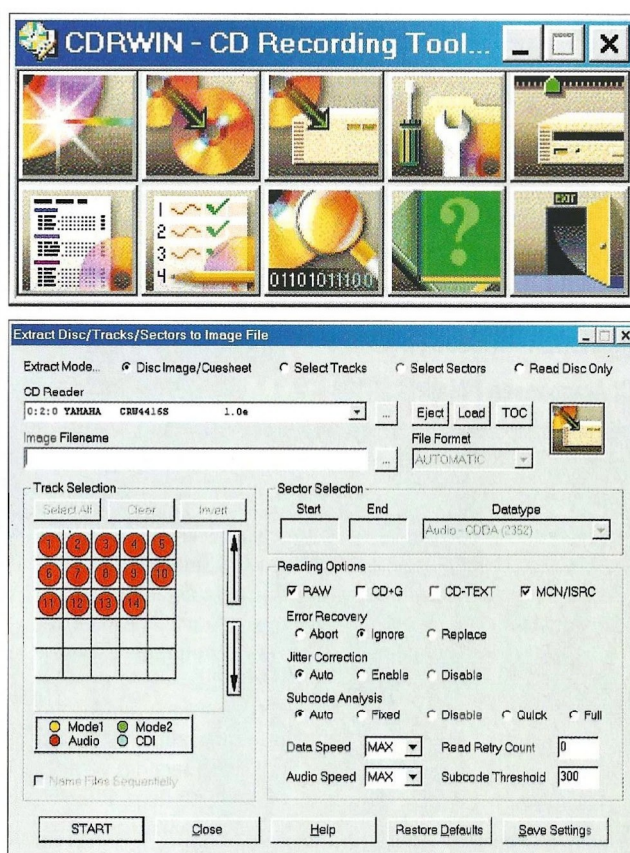 CDRWIN - CD Recording Tool...
1
2
3
4
01101011100
?
EXIT
Extract Disc/Tracks/Sectors to Image File
Extract Mode... Disc Image/Cuesheet Select Tracks Select Sectors Read Disc Only
CD Reader
0:2:0 YAMAHA CRW4416S 1.0e ... Eject Load TOC
Image Filename File Format
... AUTOMATIC
Track Selection Sector Selection
Select All Clear Invert Start End Datatype
Audio - CDDA (2352)
1 2 3 4 5
6 7 8 9 10
11 12 13 14
Reading Options
RAW CD+G CD-TEXT MCN/ISRC
Error Recovery
Abort Ignore Replace
Jitter Correction
Auto Enable Disable
Subcode Analysis
Auto Fixed Disable Quick Full
Mode1 Mode2
Audio CDI
Data Speed MAX Read Retry Count 0
Name Files Sequentially
Audio Speed MAX Subcode Threshold 300
START Close Help Restore Defaults Save Settings